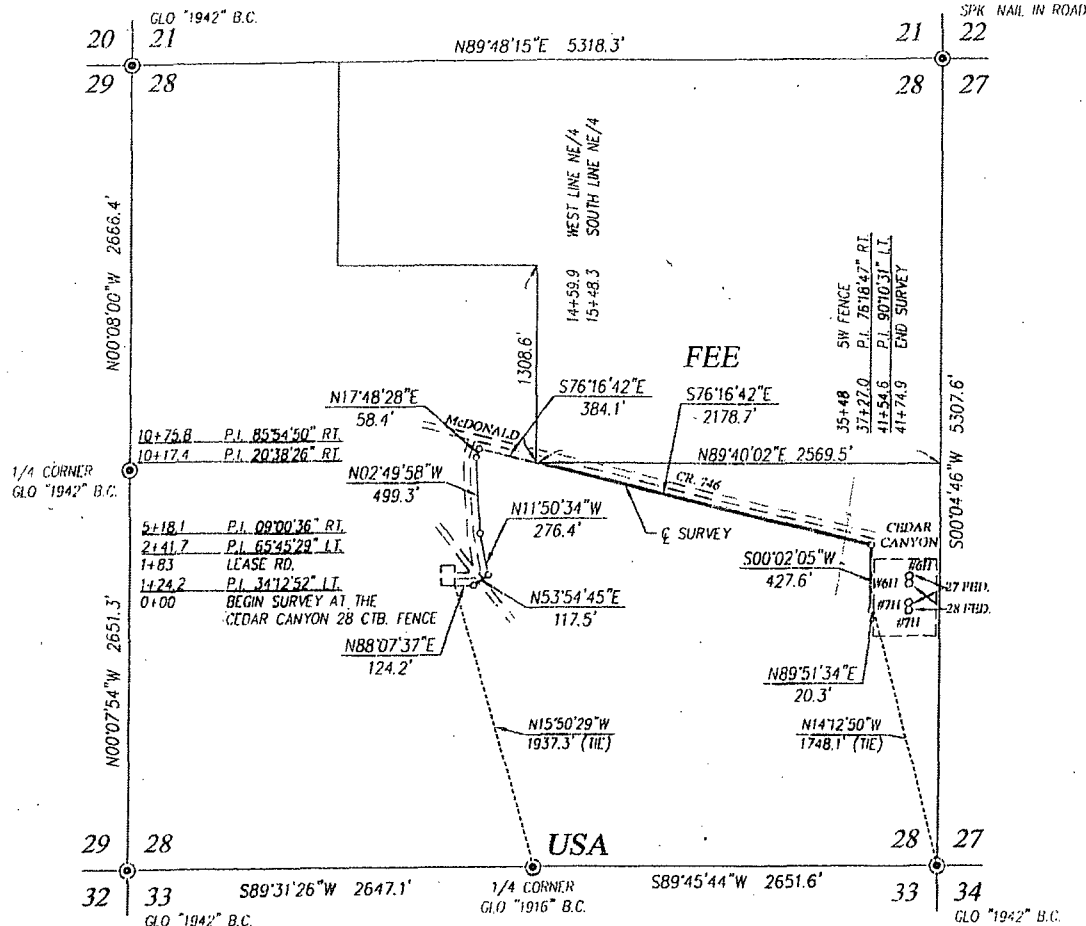 GLO "1942" B.C.
SPK NAIL IN ROAD
20 21
21 22
N89°48'15"E 5318.3'
29 28
28 27
N00°08'00"W 2666.4'
14+59.9 WEST LINE NE/4
15+48.3 SOUTH LINE NE/4
1308.6'
35+48 5W FENCE
37+27.0 P.I. 76°18'47" RT.
41+54.6 P.I. 90°10'31" LT.
41+74.9 END SURVEY
FEE
S76°16'42"E
384.1'
S76°16'42"E
2178.7'
N17°48'28"E
58.4'
McDONALD
10+75.8 P.I. 85°54'50" RT.
10+17.4 P.I. 20°38'26" RT.
N89°40'02"E 2569.5'
S00°04'46"W 5307.6'
1/4 CORNER
GLO "1942" B.C.
N02°49'58"W
499.3'
CR. 746
N11°50'34"W
276.4'
℄ SURVEY
CEDAR
CANYON
5+18.1 P.I. 09°00'36" RT.
2+41.7 P.I. 65°45'29" LT.
1+83 LEASE RD.
1+24.2 P.I. 34°12'52" LT.
0+00 BEGIN SURVEY AT THE
CEDAR CANYON 28 CTB. FENCE
S00°02'05"W
427.6'
#611
W611
27 FED.
#711
28 FED.
#711
N53°54'45"E
117.5'
N88°07'37"E
124.2'
N89°51'34"E
20.3'
N00°07'54"W 2651.3'
N15°50'29"W
1937.3' (TIE)
N14°12'50"W
1748.1' (TIE)
USA
29 28
28 27
S89°31'26"W 2647.1'
1/4 CORNER
GLO "1916" B.C.
S89°45'44"W 2651.6'
32 33
33 34
GLO "1942" B.C.
GLO "1942" B.C.